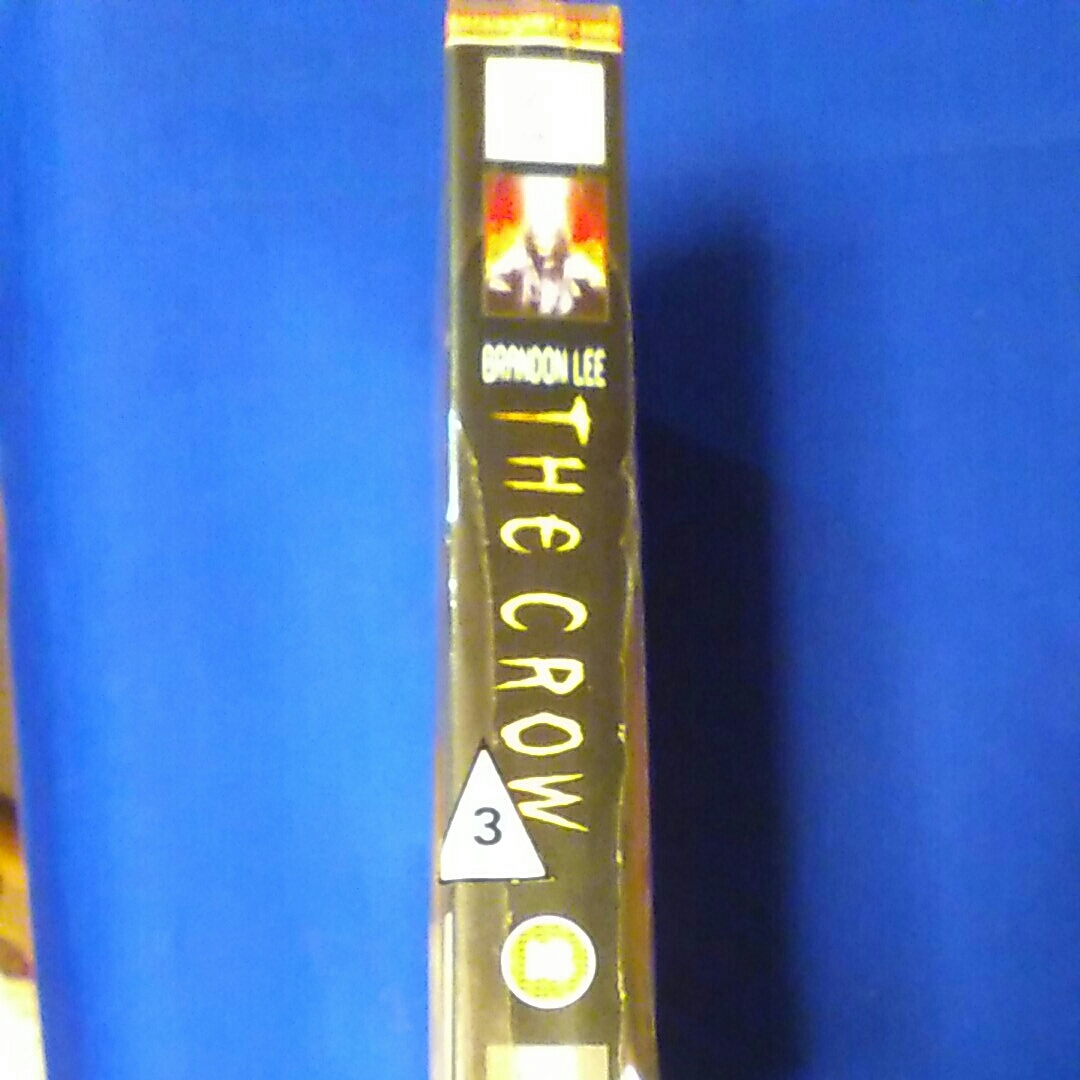 BRANDON LEE
THE CROW
3